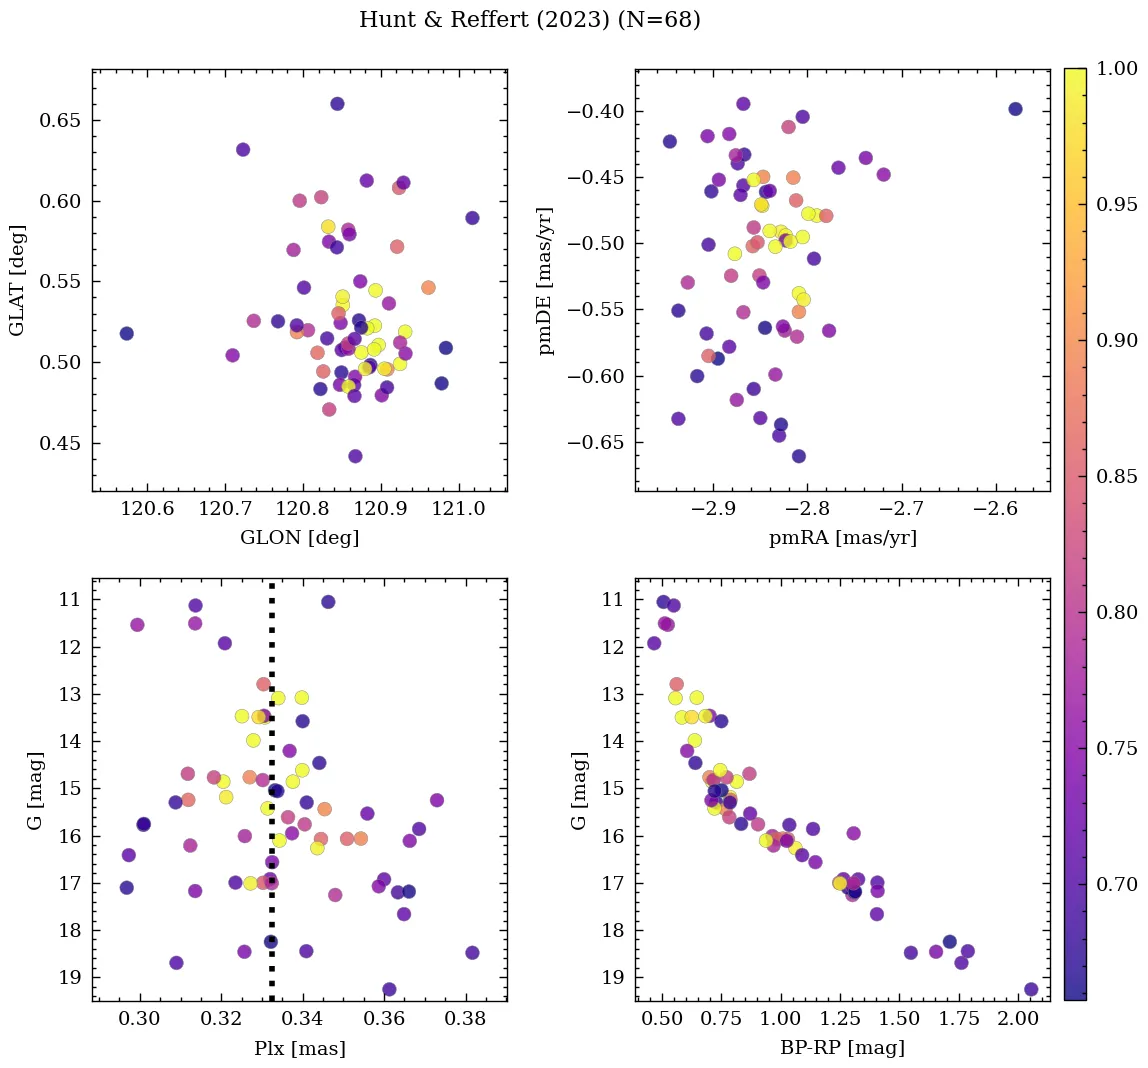 Hunt & Reffert (2023) (N=68)
0.65
0.60
0.55
0.50
0.45
GLAT [deg]
120.6 120.7 120.8 120.9 121.0
GLON [deg]
−0.40
−0.45
−0.50
−0.55
−0.60
−0.65
pmDE [mas/yr]
−2.9 −2.8 −2.7 −2.6
pmRA [mas/yr]
11
12
13
14
15
16
17
18
19
G [mag]
0.30 0.32 0.34 0.36 0.38
Plx [mas]
11
12
13
14
15
16
17
18
19
G [mag]
0.50 0.75 1.00 1.25 1.50 1.75 2.00
BP-RP [mag]
1.00
0.95
0.90
0.85
0.80
0.75
0.70